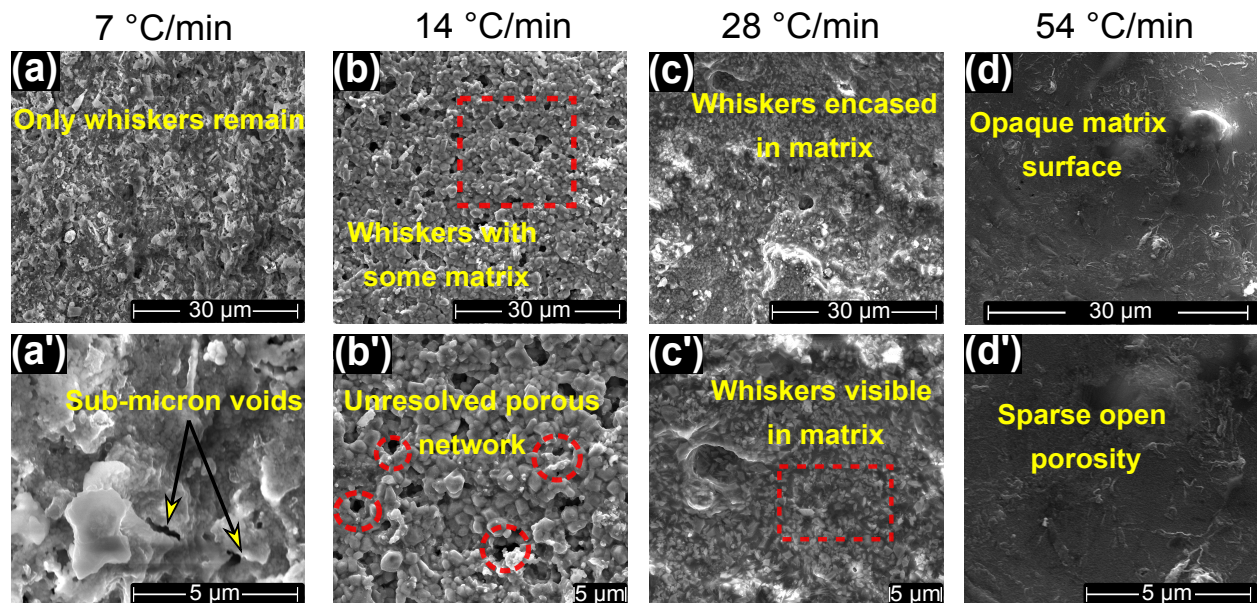 7 °C/min
14 °C/min
28 °C/min
54 °C/min
(a)
Only whiskers remain
30 µm
(b)
Whiskers with
some matrix
30 µm
(c)
Whiskers encased
in matrix
30 µm
(d)
Opaque matrix
surface
30 µm
(a')
Sub-micron voids
5 µm
(b')
Unresolved porous
network
5 µm
(c')
Whiskers visible
in matrix
5 µm
(d')
Sparse open
porosity
5 µm